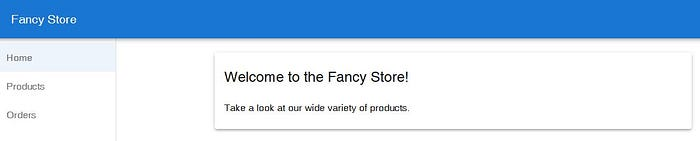 Fancy Store
Home
Products
Orders
Welcome to the Fancy Store!
Take a look at our wide variety of products.